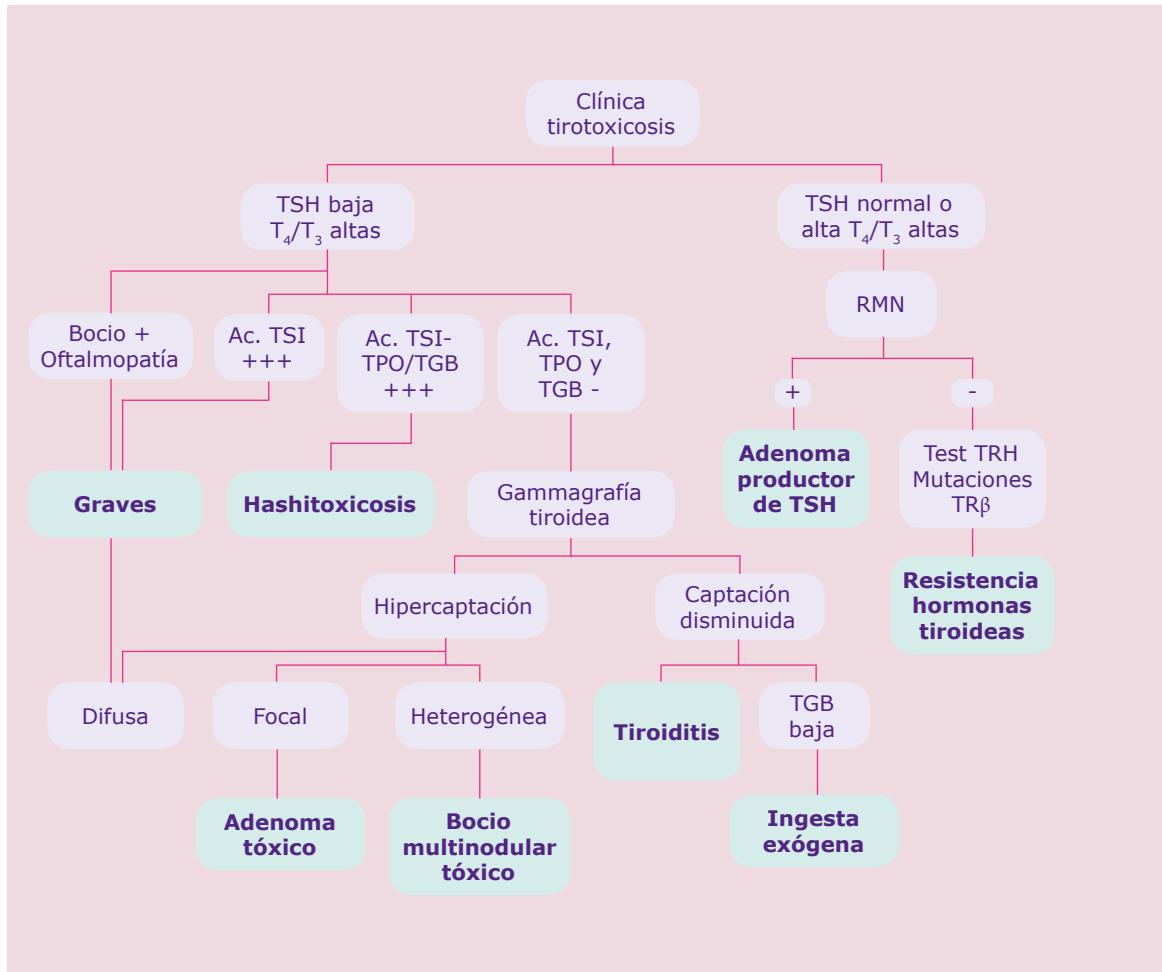 Clínica
tirotoxicosis
TSH baja
T4/T3 altas
TSH normal o
alta T4/T3 altas
Bocio +
Oftalmopatía
Ac. TSI
+++
Ac. TSI-
TPO/TGB
+++
Ac. TSI,
TPO y
TGB -
RMN
+
-
Graves
Hashitoxicosis
Gammagrafía
tiroidea
Adenoma
productor
de TSH
Test TRH
Mutaciones
TRβ
Hipercaptación
Captación
disminuida
Resistencia
hormonas
tiroideas
Difusa
Focal
Heterogénea
Tiroiditis
TGB
baja
Adenoma
tóxico
Bocio
multinodular
tóxico
Ingesta
exógena